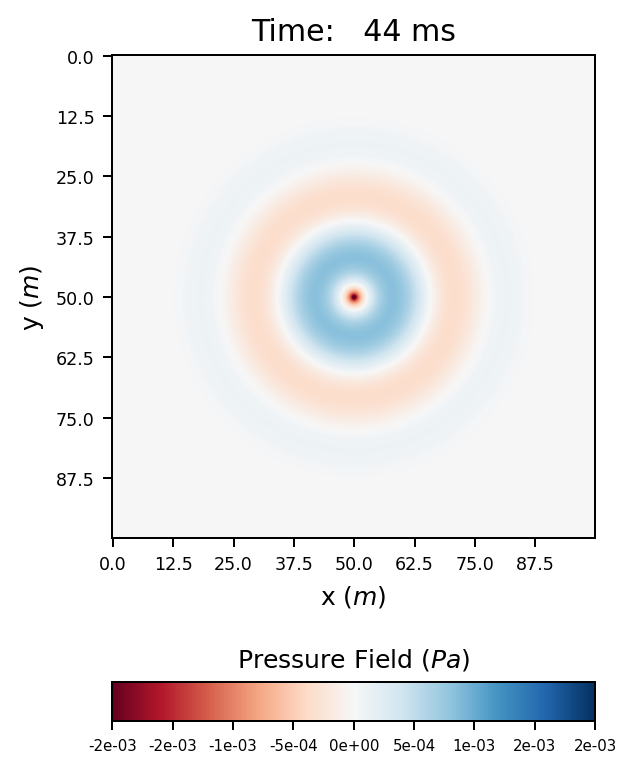 Time: 44 ms
0.0
12.5
25.0
37.5
50.0
62.5
75.0
87.5
y (m)
0.0 12.5 25.0 37.5 50.0 62.5 75.0 87.5
x (m)
Pressure Field (Pa)
-2e-03 -2e-03 -1e-03 -5e-04 0e+00 5e-04 1e-03 2e-03 2e-03